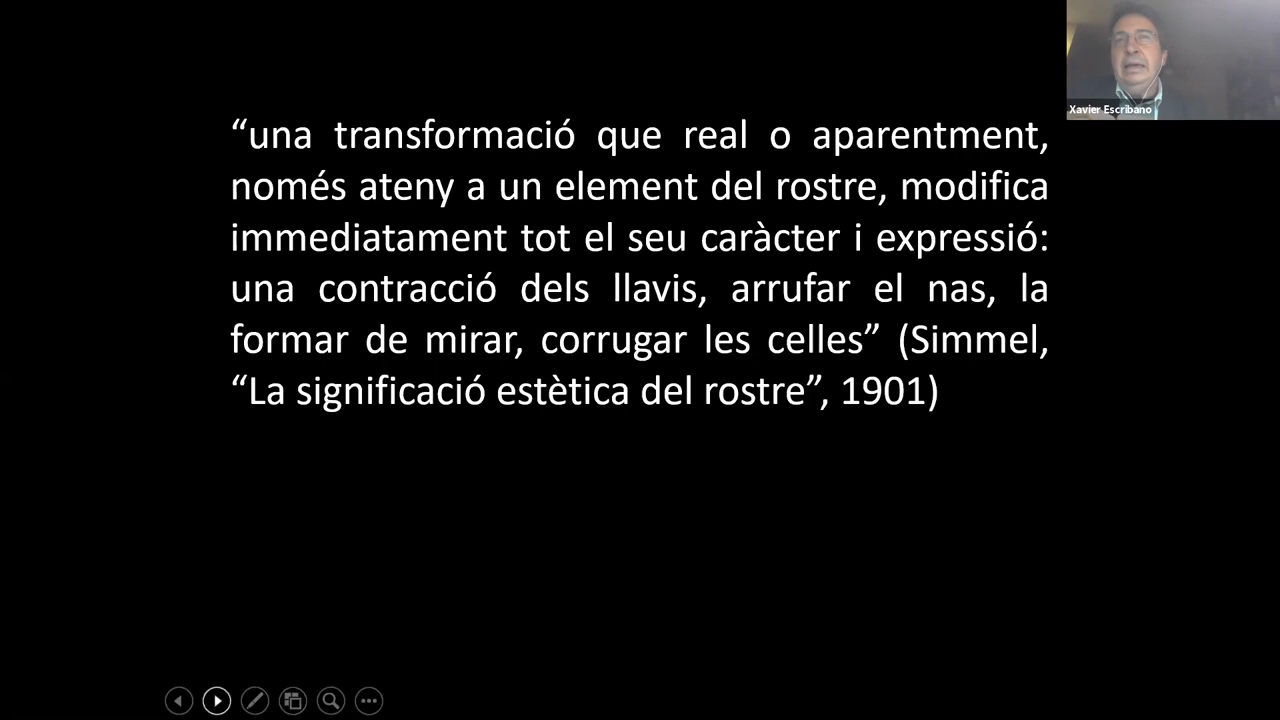 Xavier Escribano
“una transformació que real o aparentment,
només ateny a un element del rostre, modifica
immediatament tot el seu caràcter i expressió:
una contracció dels llavis, arrufar el nas, la
formar de mirar, corrugar les celles” (Simmel,
“La significació estètica del rostre”, 1901)